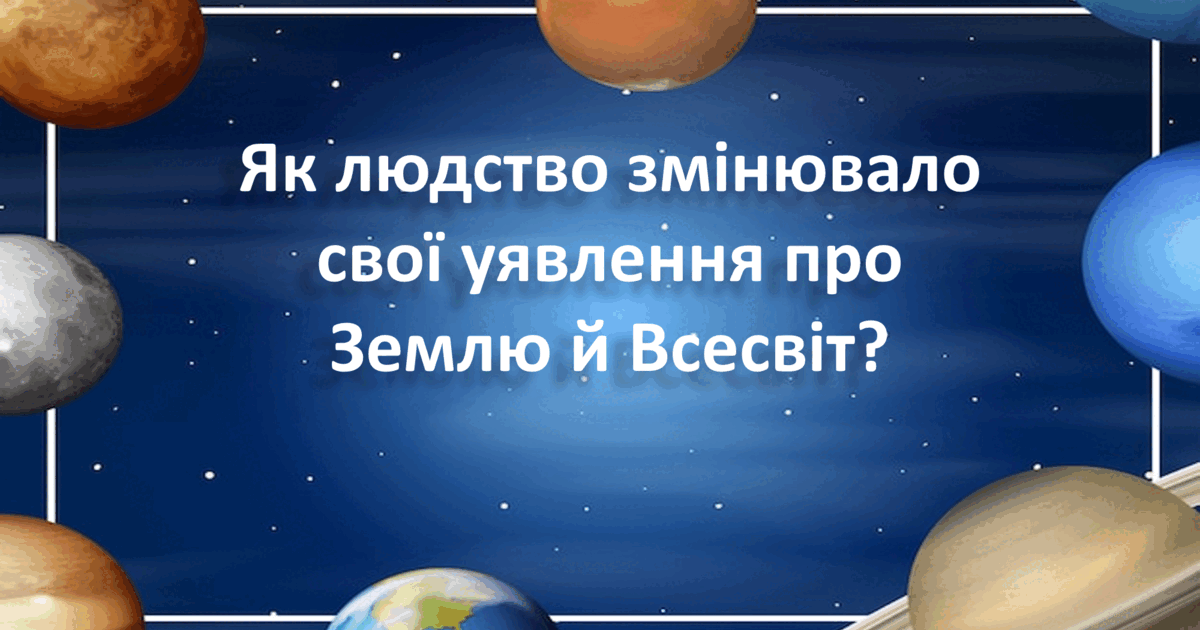 Як людство змінювало
свої уявлення про
Землю й Всесвіт?